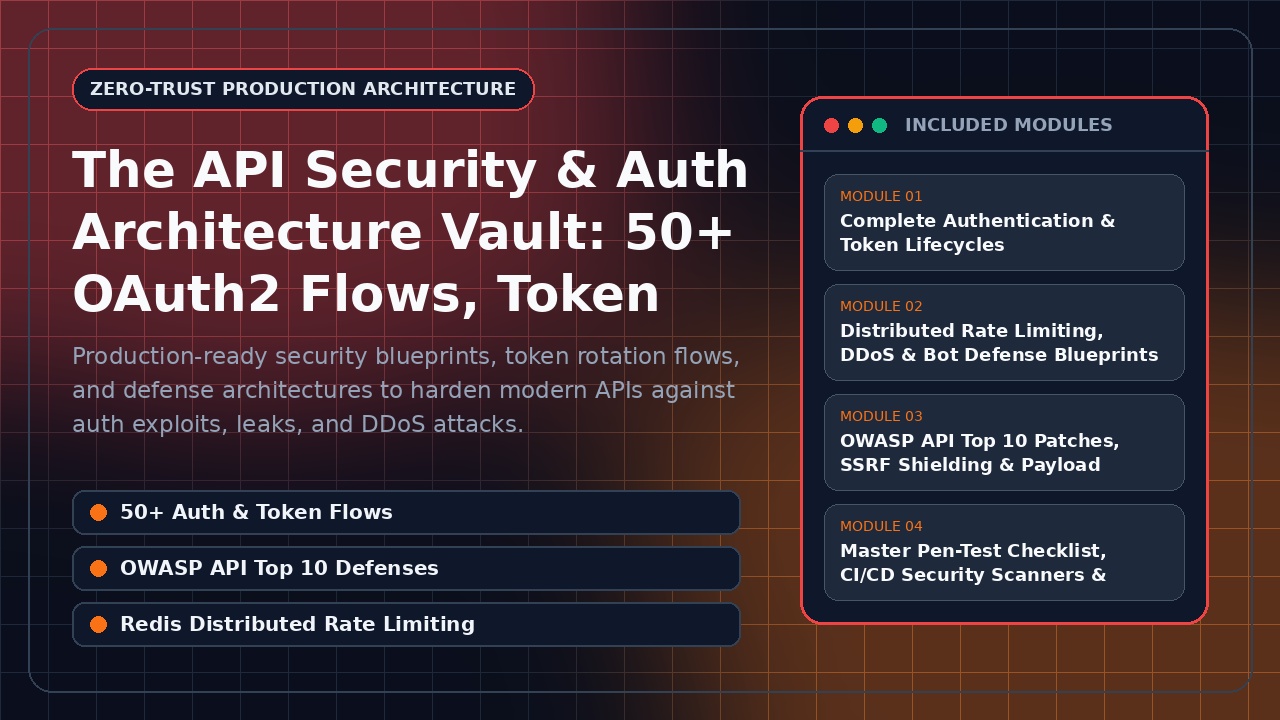 ZERO-TRUST PRODUCTION ARCHITECTURE
The API Security & Auth
Architecture Vault: 50+
OAuth2 Flows, Token
Production-ready security blueprints, token rotation flows,
and defense architectures to harden modern APIs against
auth exploits, leaks, and DDoS attacks.
50+ Auth & Token Flows
OWASP API Top 10 Defenses
Redis Distributed Rate Limiting
INCLUDED MODULES
MODULE 01
Complete Authentication &
Token Lifecycles
MODULE 02
Distributed Rate Limiting,
DDoS & Bot Defense Blueprints
MODULE 03
OWASP API Top 10 Patches,
SSRF Shielding & Payload
MODULE 04
Master Pen-Test Checklist,
CI/CD Security Scanners &